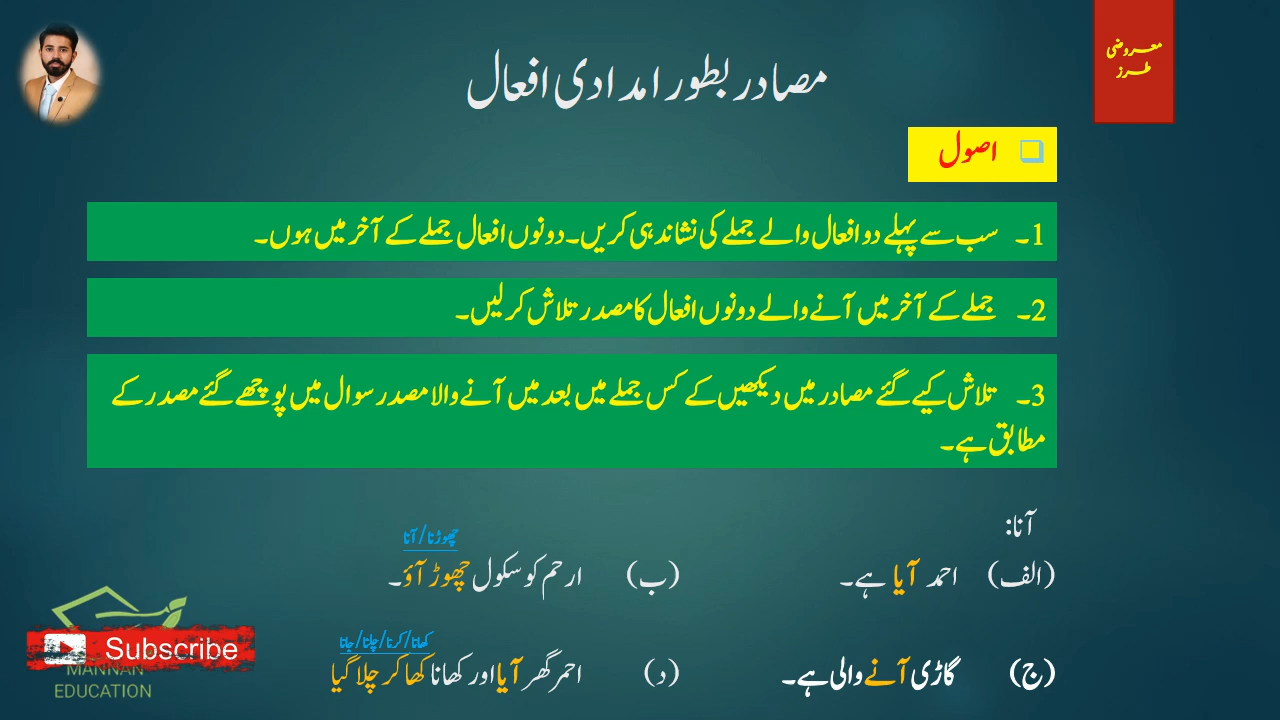 معروضی
طرز
مصادر بطور امدادی افعال
اصول
1۔ سب سے پہلے دو افعال والے جملے کی نشاندہی کریں۔دونوں افعال جملے کے آخر میں ہوں۔
2۔ جملے کے آخر میں آنے والے دونوں افعال کا مصدر تلاش کر لیں۔
3۔ تلاش کیے گئے مصادر میں دیکھیں کے کس جملے میں بعد میں آنے والا مصدر سوال میں پوچھے گئے مصدر کے
مطابق ہے۔
آنا:
چھوڑنا/آنا
(الف) احمد آیا ہے۔ (ب) ارحم کو سکول چھوڑ آؤ۔
کھانا/کرنا/چلنا/جانا
(ج) گاڑی آنے والی ہے۔ (د) احمر گھر آیا اور کھانا کھا کر چلا گیا
Subscribe
MANNAN
EDUCATION